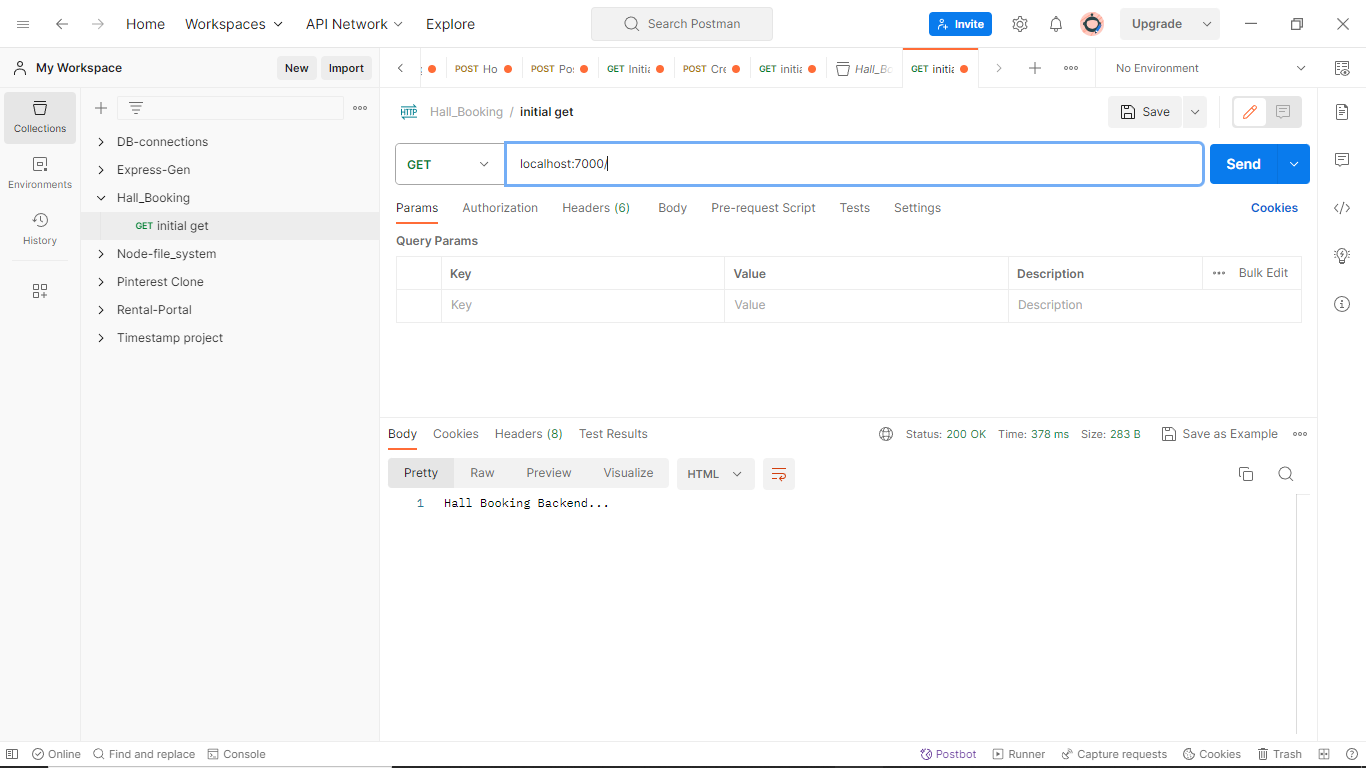 Home Workspaces API Network Explore Search Postman Invite Upgrade
My Workspace New Import
POST Ho POST Po: GET Initia POST Cre GET initia Hall_Bo GET initia No Environment
Collections
Environments
History
DB-connections
Express-Gen
Hall_Booking
GET initial get
Node-file_system
Pinterest Clone
Rental-Portal
Timestamp project
HTTP Hall_Booking / initial get Save
GET localhost:7000/ Send
Params Authorization Headers (6) Body Pre-request Script Tests Settings Cookies
Query Params
Key Value Description Bulk Edit
Key Value Description
Body Cookies Headers (8) Test Results Status: 200 OK Time: 378 ms Size: 283 B Save as Example
Pretty Raw Preview Visualize HTML
1 Hall Booking Backend...
Online Find and replace Console Postbot Runner Capture requests Cookies Trash